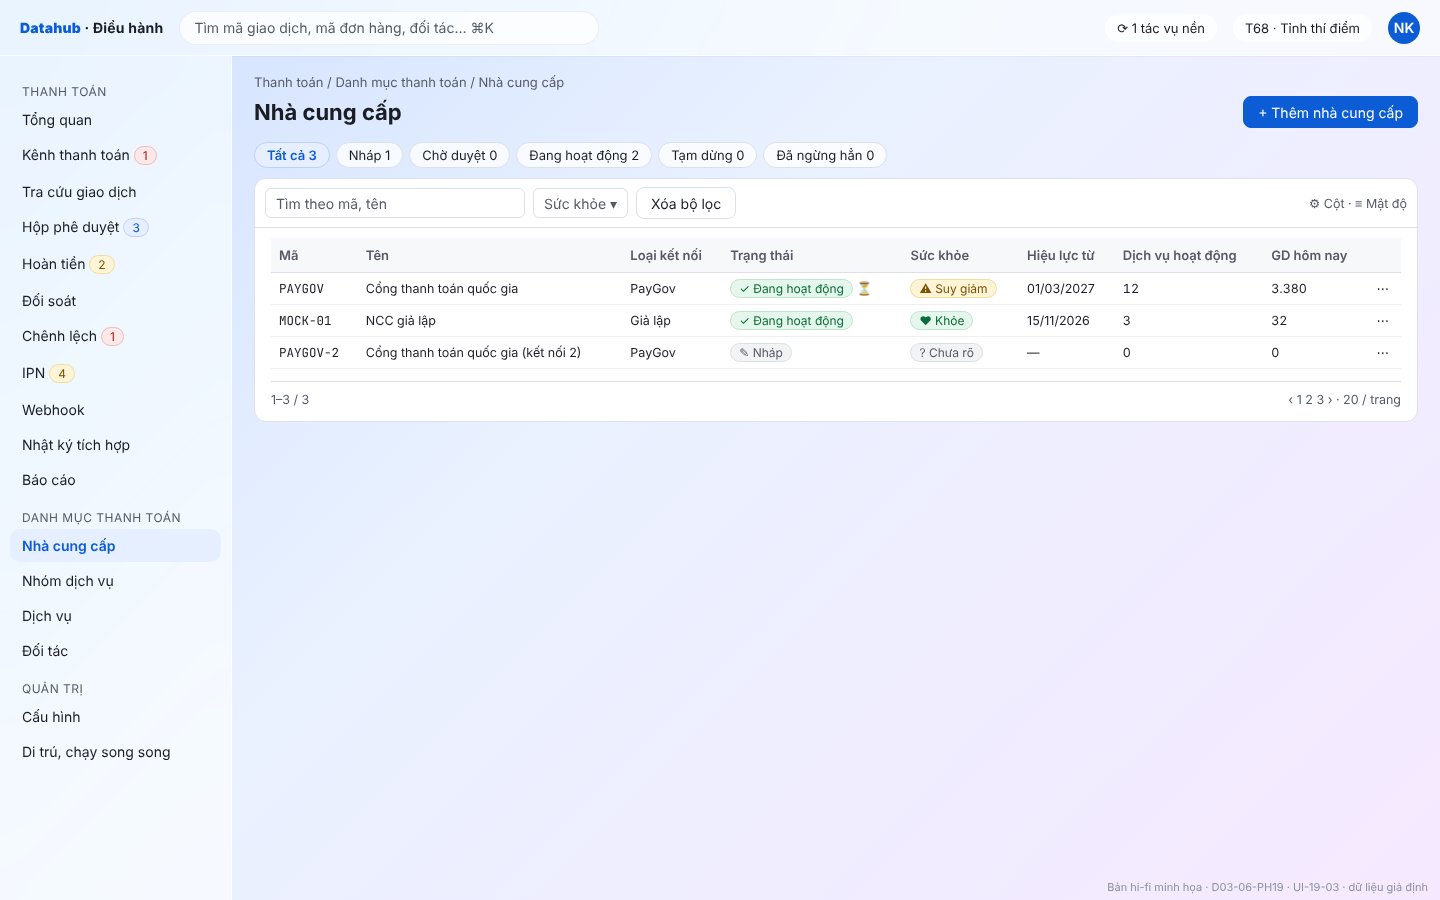 Datahub · Điều hành
Tìm mã giao dịch, mã đơn hàng, đối tác... ⌘K
⟳ 1 tác vụ nền
T68 · Tỉnh thí điểm
NK
THANH TOÁN
Tổng quan
Kênh thanh toán 1
Tra cứu giao dịch
Hộp phê duyệt 3
Hoàn tiền 2
Đối soát
Chênh lệch 1
IPN 4
Webhook
Nhật ký tích hợp
Báo cáo
DANH MỤC THANH TOÁN
Nhà cung cấp
Nhóm dịch vụ
Dịch vụ
Đối tác
QUẢN TRỊ
Cấu hình
Di trú, chạy song song
Thanh toán / Danh mục thanh toán / Nhà cung cấp
Nhà cung cấp
+ Thêm nhà cung cấp
Tất cả 3 Nháp 1 Chờ duyệt 0 Đang hoạt động 2 Tạm dừng 0 Đã ngừng hẳn 0
Tìm theo mã, tên Sức khỏe ▾ Xóa bộ lọc ⚙ Cột · ≡ Mật độ
Mã Tên Loại kết nối Trạng thái Sức khỏe Hiệu lực từ Dịch vụ hoạt động GD hôm nay
PAYGOV Cổng thanh toán quốc gia PayGov ✓ Đang hoạt động ⏳ ⚠ Suy giảm 01/03/2027 12 3.380 ⋯
MOCK-01 NCC giả lập Giả lập ✓ Đang hoạt động ♥ Khỏe 15/11/2026 3 32 ⋯
PAYGOV-2 Cổng thanh toán quốc gia (kết nối 2) PayGov ✎ Nháp ? Chưa rõ — 0 0 ⋯
1–3 / 3
‹ 1 2 3 › · 20 / trang
Bản hi-fi minh họa · D03-06-PH19 · UI-19-03 · dữ liệu giả định